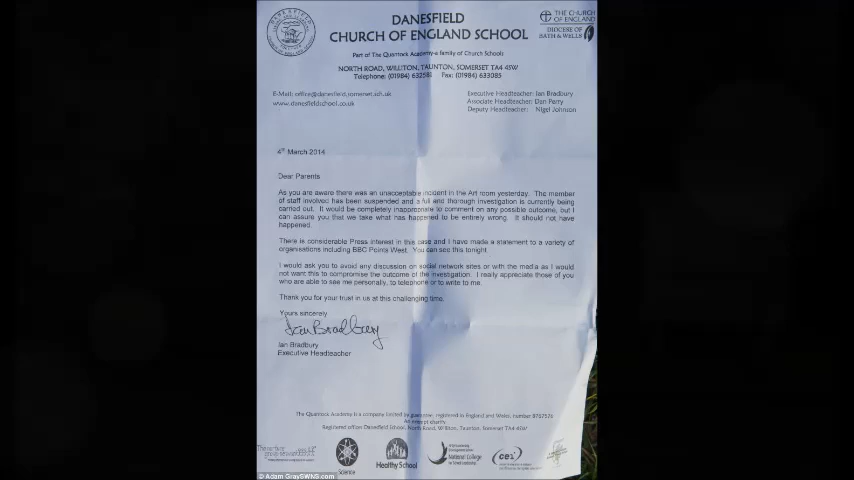 DANESFIELD
CHURCH OF ENGLAND SCHOOL
THE CHURCH
OF ENGLAND
DIOCESE OF
BATH & WELLS
Part of The Quantock Academy-a family of Church Schools
NORTH ROAD, WILLITON, TAUNTON, SOMERSET TA4 4SW
Telephone: (01984) 632581 Fax: (01984) 633085
E-Mail: office@danesfield.somerset.sch.uk
www.danesfieldschool.co.uk
Executive Headteacher: Ian Bradbury
Associate Headteacher: Dan Perry
Deputy Headteacher: Nigel Johnson
4th March 2014
Dear Parents
As you are aware there was an unacceptable incident in the Art room yesterday. The member
of staff involved has been suspended and a full and thorough investigation is currently being
carried out. It would be completely inappropriate to comment on any possible outcome, but I
can assure you that we take what has happened to be entirely wrong. It should not have
happened.
There is considerable Press interest in this case and I have made a statement to a variety of
organisations including BBC Points West. You can see this tonight.
I would ask you to avoid any discussion on social network sites or with the media as I would
not want this to compromise the outcome of the investigation. I really appreciate those of you
who are able to see me personally, to telephone or to write to me.
Thank you for your trust in us at this challenging time.
Yours sincerely
Ian Bradbury
Ian Bradbury
Executive Headteacher
The Quantock Academy is a company limited by guarantee, registered in England and Wales, number 8767524
An exempt charity
Registered office: Danesfield School, North Road, Williton, Taunton, Somerset TA4 4SW
Science
Healthy School
National College
© Adam Gray/SWNS.com